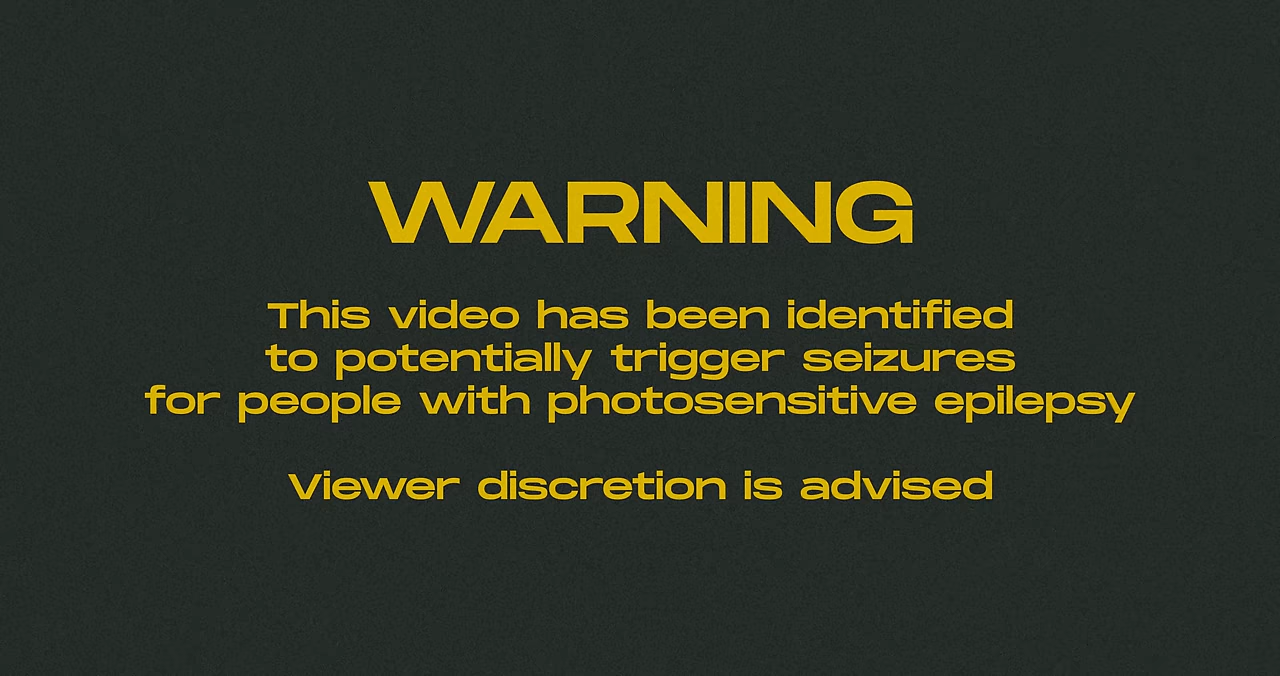 WARNING
This video has been identified
to potentially trigger seizures
for people with photosensitive epilepsy
Viewer discretion is advised